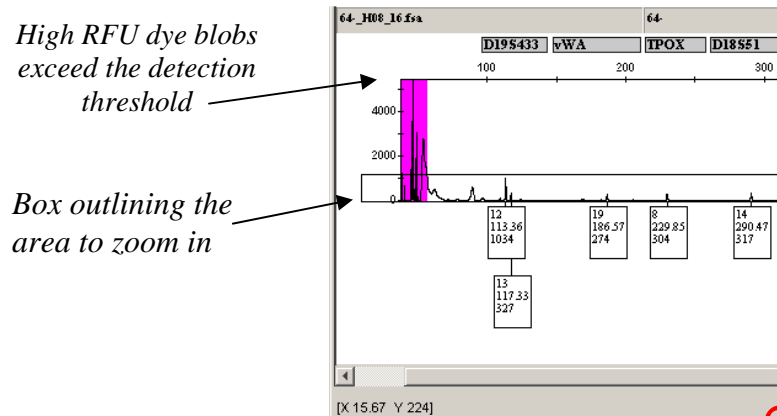 High RFU dye blobs
exceed the detection
threshold
Box outlining the
area to zoom in
64-_H08_16.fsa
64-
D19S433
vWA
TPOX
D18S51
100
200
300
4000
2000
0
12
113.36
1034
13
117.33
327
19
186.57
274
8
229.85
304
14
290.47
317
[X 15.67 Y 224]